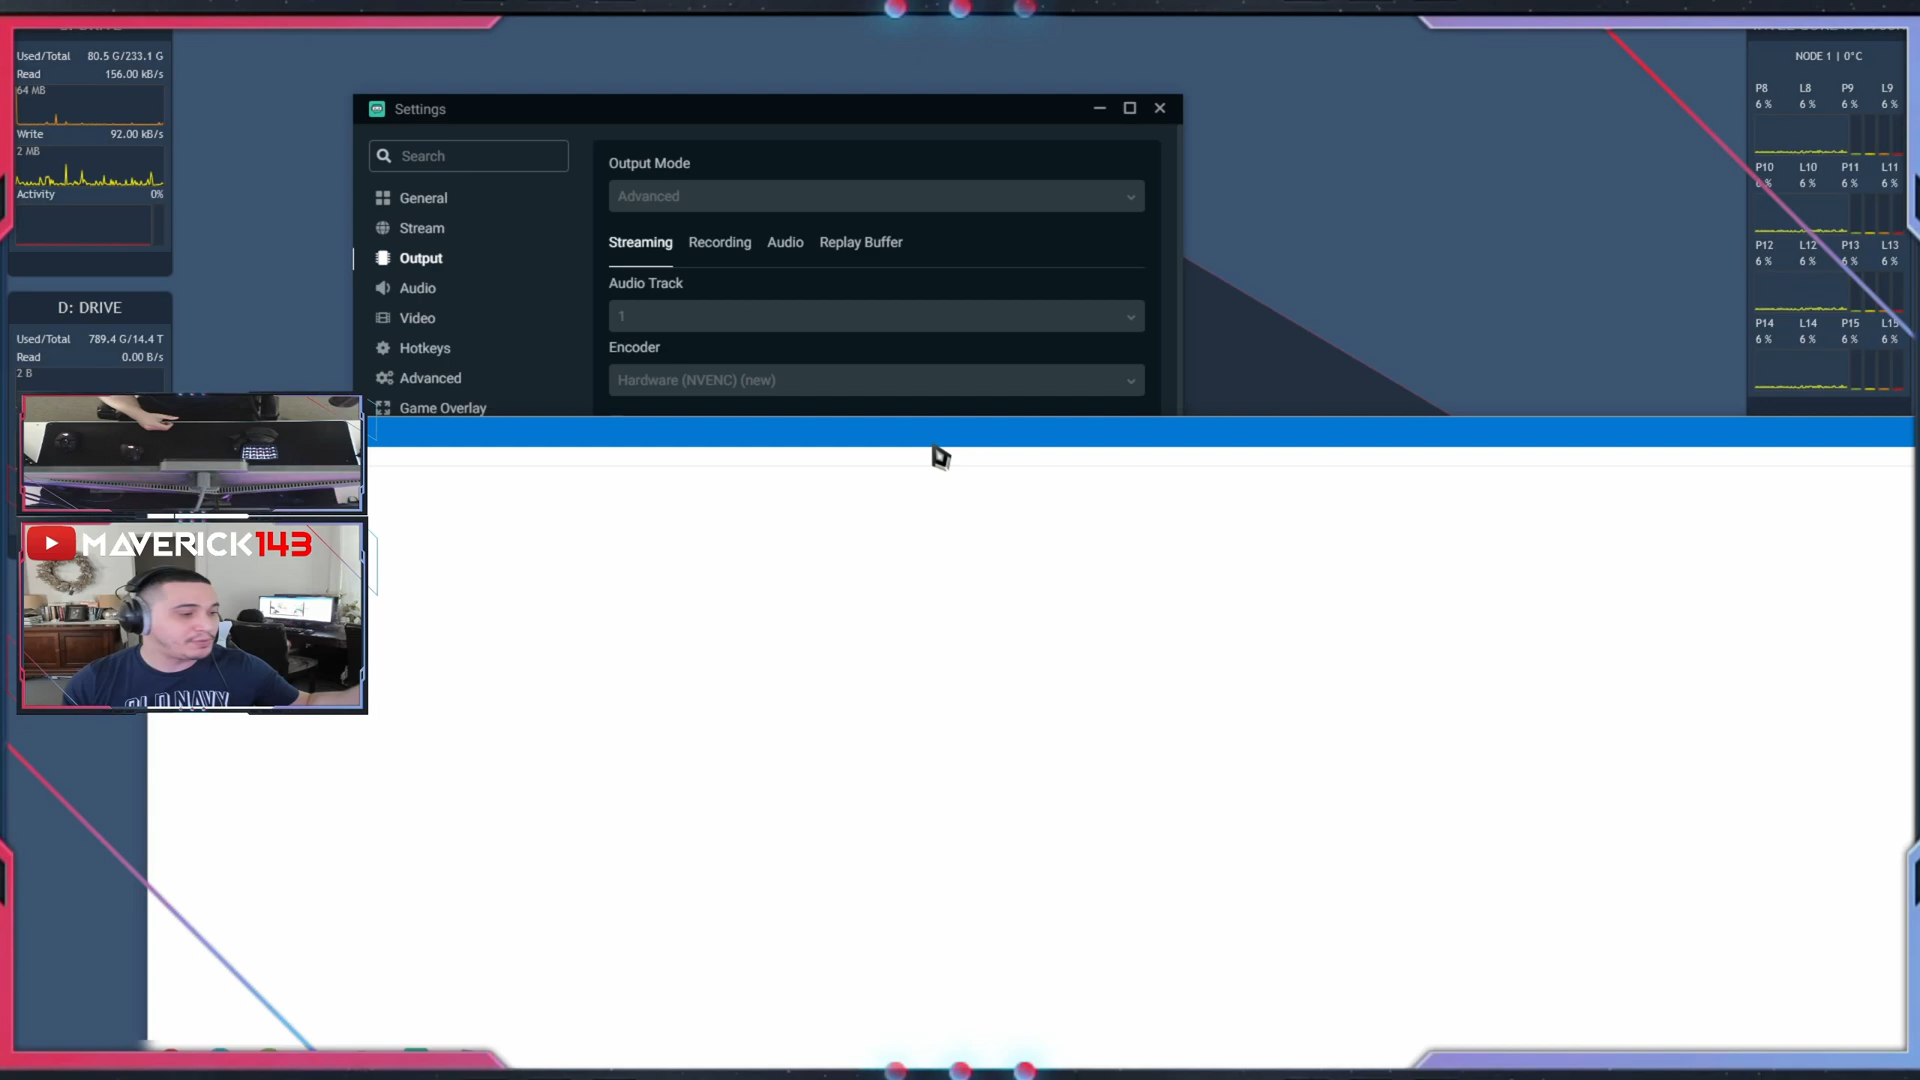 Used/Total 80.5 G/233.1 G
Read 156.00 kB/s
64 MB
Write 92.00 kB/s
2 MB
Activity 0%
D: DRIVE
Used/Total 789.4 G/14.4 T
Read 0.00 B/s
2 B
MAVERICK143
OLD NAVY
Settings
Search
General
Stream
Output
Audio
Video
Hotkeys
Advanced
Game Overlay
Output Mode
Advanced
Streaming Recording Audio Replay Buffer
Audio Track
1
Encoder
Hardware (NVENC) (new)
NODE 1 | 0°C
P8 L8 P9 L9
6 % 6 % 6 % 6 %
P10 L10 P11 L11
6 % 6 % 6 % 6 %
P12 L12 P13 L13
6 % 6 % 6 % 6 %
P14 L14 P15 L15
6 % 6 % 6 % 6 %